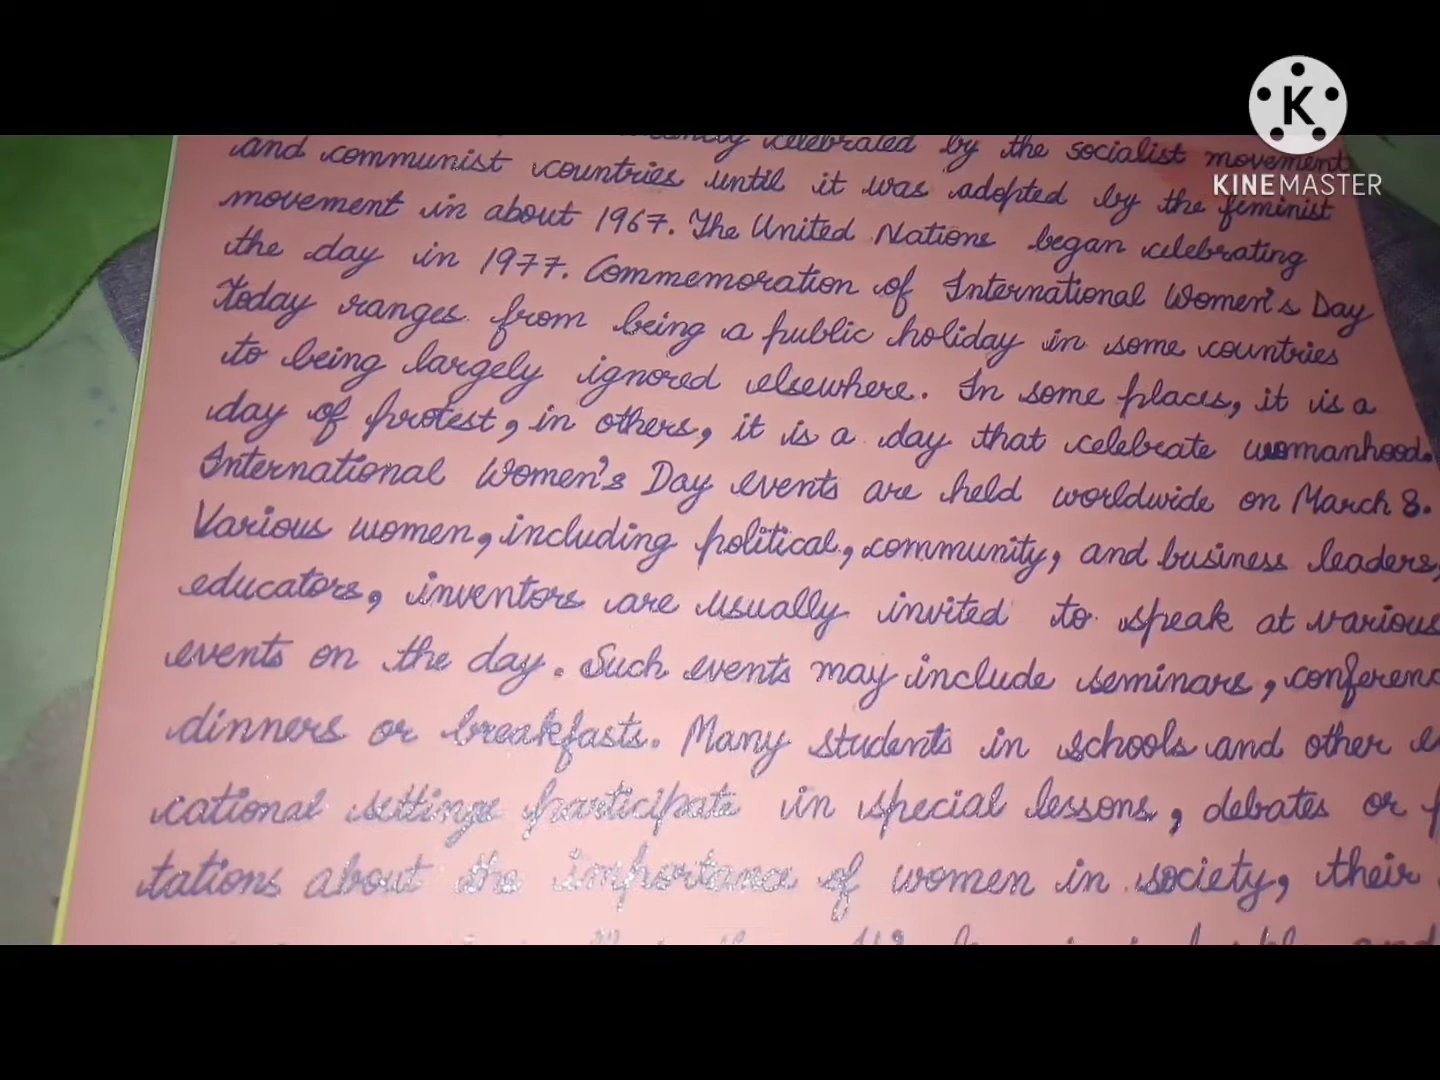 celebrated by the socialist movement
and communist countries until it was adopted by the feminist
movement in about 1967. The United Nations began celebrating
the day in 1977. Commemoration of International Women's Day
today ranges from being a public holiday in some countries
to being largely ignored elsewhere. In some places, it is a
day of protest, in others, it is a day that celebrate womanhood.
International Women's Day events are held worldwide on March 8.
Various women, including political, community, and business leaders,
educators, inventors are usually invited to speak at various
events on the day. Such events may include seminars, conferenc
dinners or breakfasts. Many students in schools and other e
cational settings participate in special lessons, debates or
tations about the importance of women in society, their
K
KINEMASTER